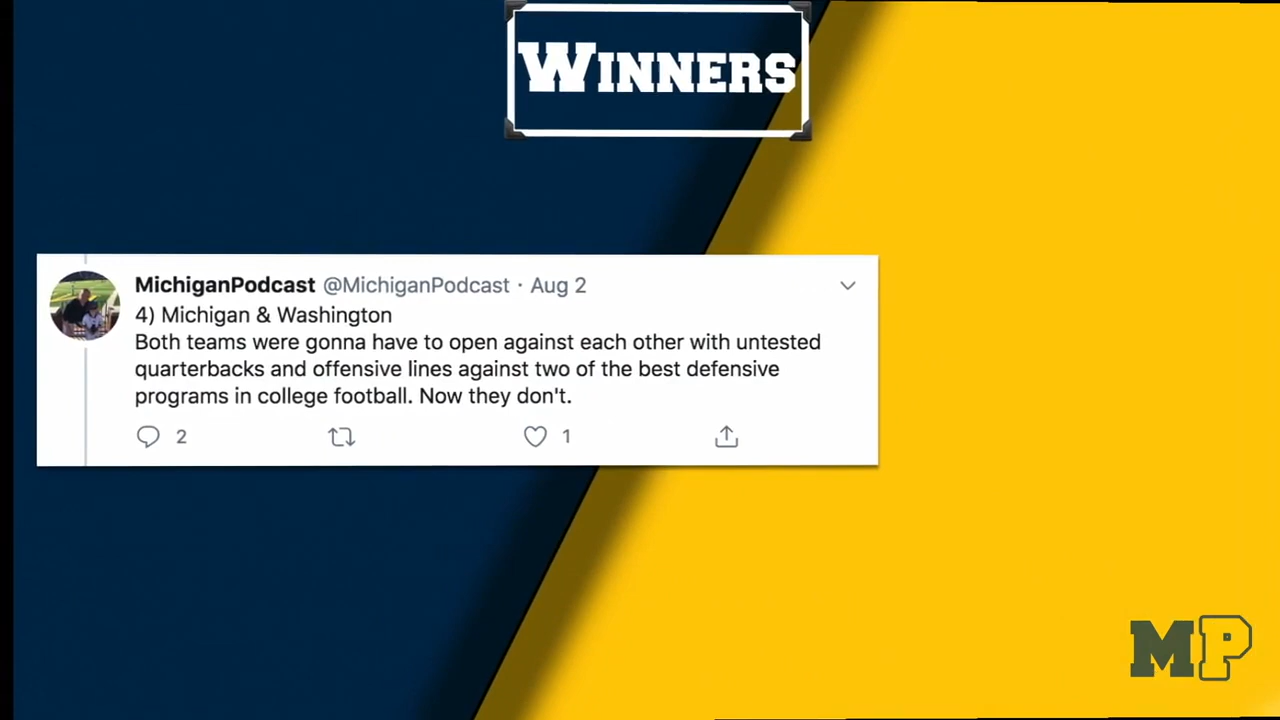 WINNERS
MichiganPodcast @MichiganPodcast · Aug 2
4) Michigan & Washington
Both teams were gonna have to open against each other with untested
quarterbacks and offensive lines against two of the best defensive
programs in college football. Now they don't.
2 1
MP